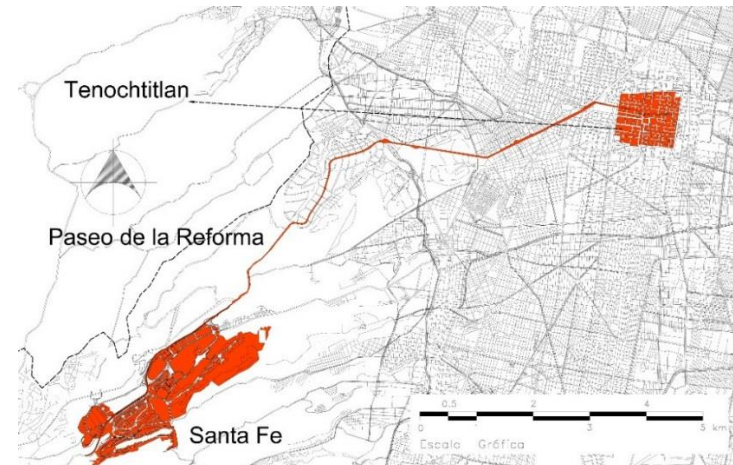 Tenochtitlan
Paseo de la Reforma
Santa Fe
0.5 2 4
0 1 3 5 km
Escala Gráfica